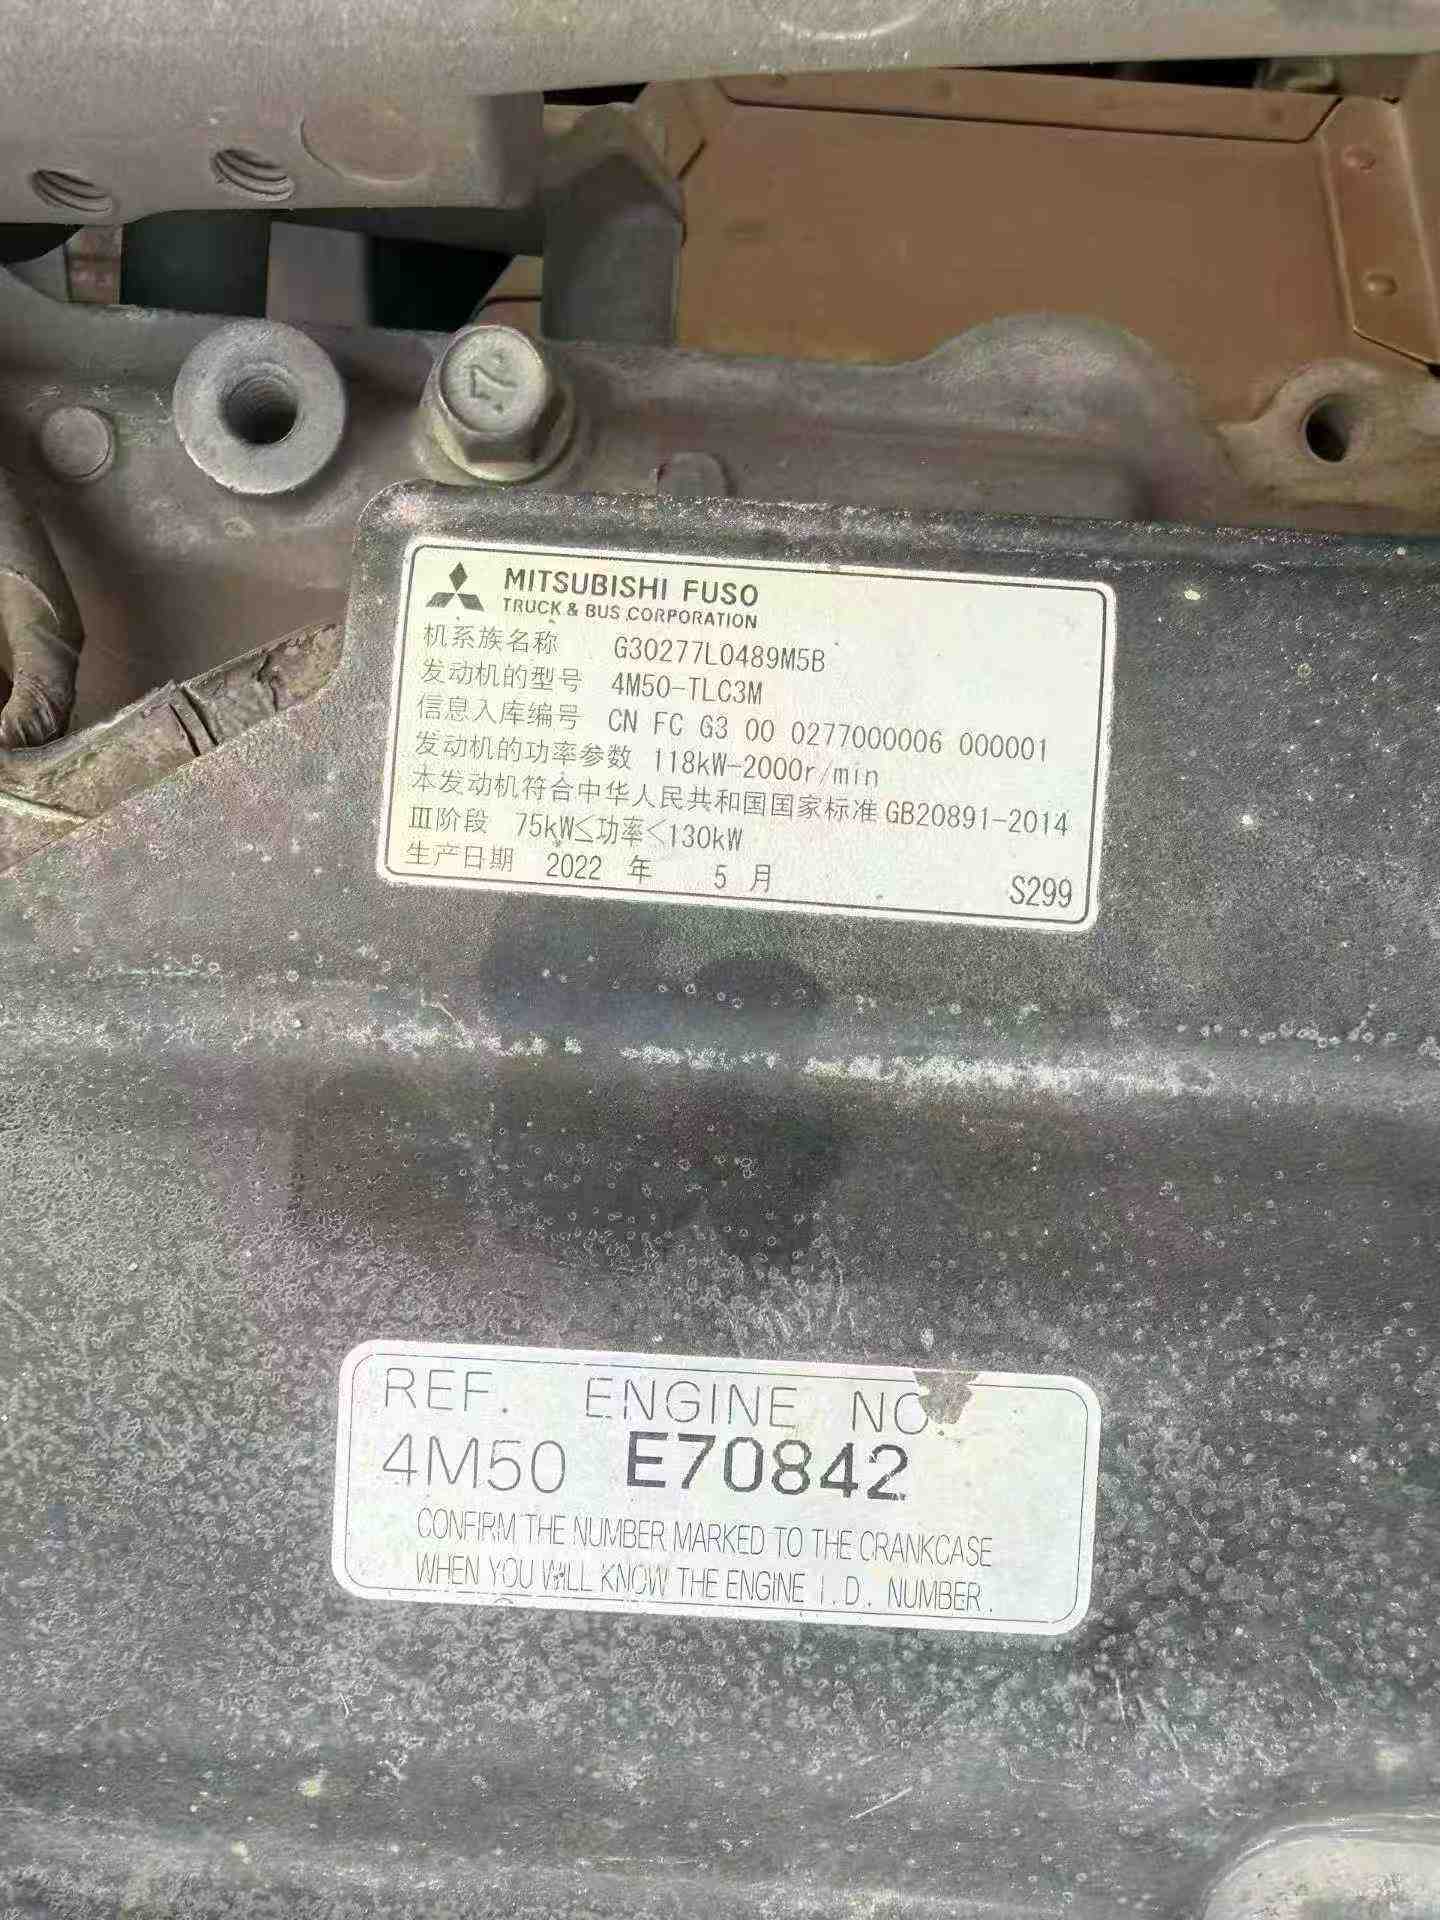 MITSUBISHI FUSO
TRUCK & BUS CORPORATION
机系族名称 G30277L0489M5B
发动机的型号 4M50-TLC3M
信息入库编号 CN FC G3 00 0277000006 000001
发动机的功率参数 118kW-2000r/min
本发动机符合中华人民共和国国家标准 GB20891-2014
III阶段 75kW≤功率<130kW
生产日期 2022 年 5 月 S299
REF. ENGINE NO.
4M50 E70842
CONFIRM THE NUMBER MARKED TO THE CRANKCASE
WHEN YOU WILL KNOW THE ENGINE I.D. NUMBER.